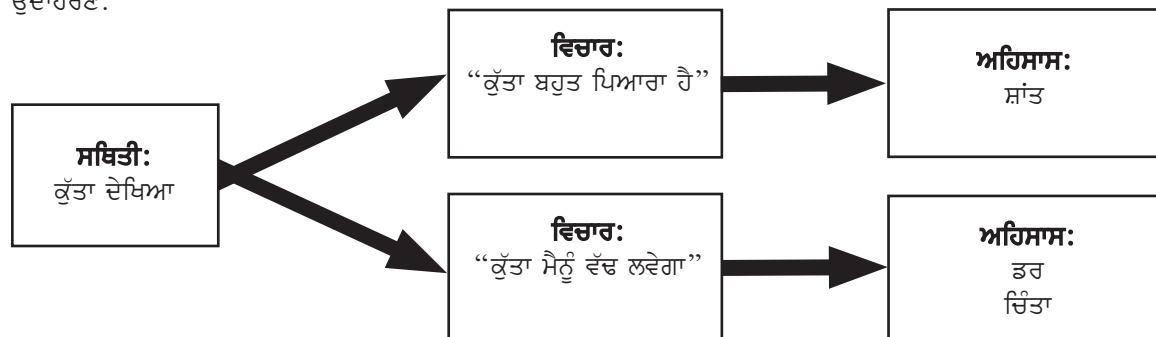 ਉਦਾਹਰਣ:
ਸਥਿਤੀ:
ਕੁੱਤਾ ਦੇਖਿਆ
ਵਿਚਾਰ:
“ਕੁੱਤਾ ਬਹੁਤ ਪਿਆਰਾ ਹੈ”
ਅਹਿਸਾਸ:
ਸ਼ਾਂਤ
ਵਿਚਾਰ:
“ਕੁੱਤਾ ਮੈਨੂੰ ਵੱਢ ਲਵੇਗਾ”
ਅਹਿਸਾਸ:
ਡਰ
ਚਿੰਤਾ